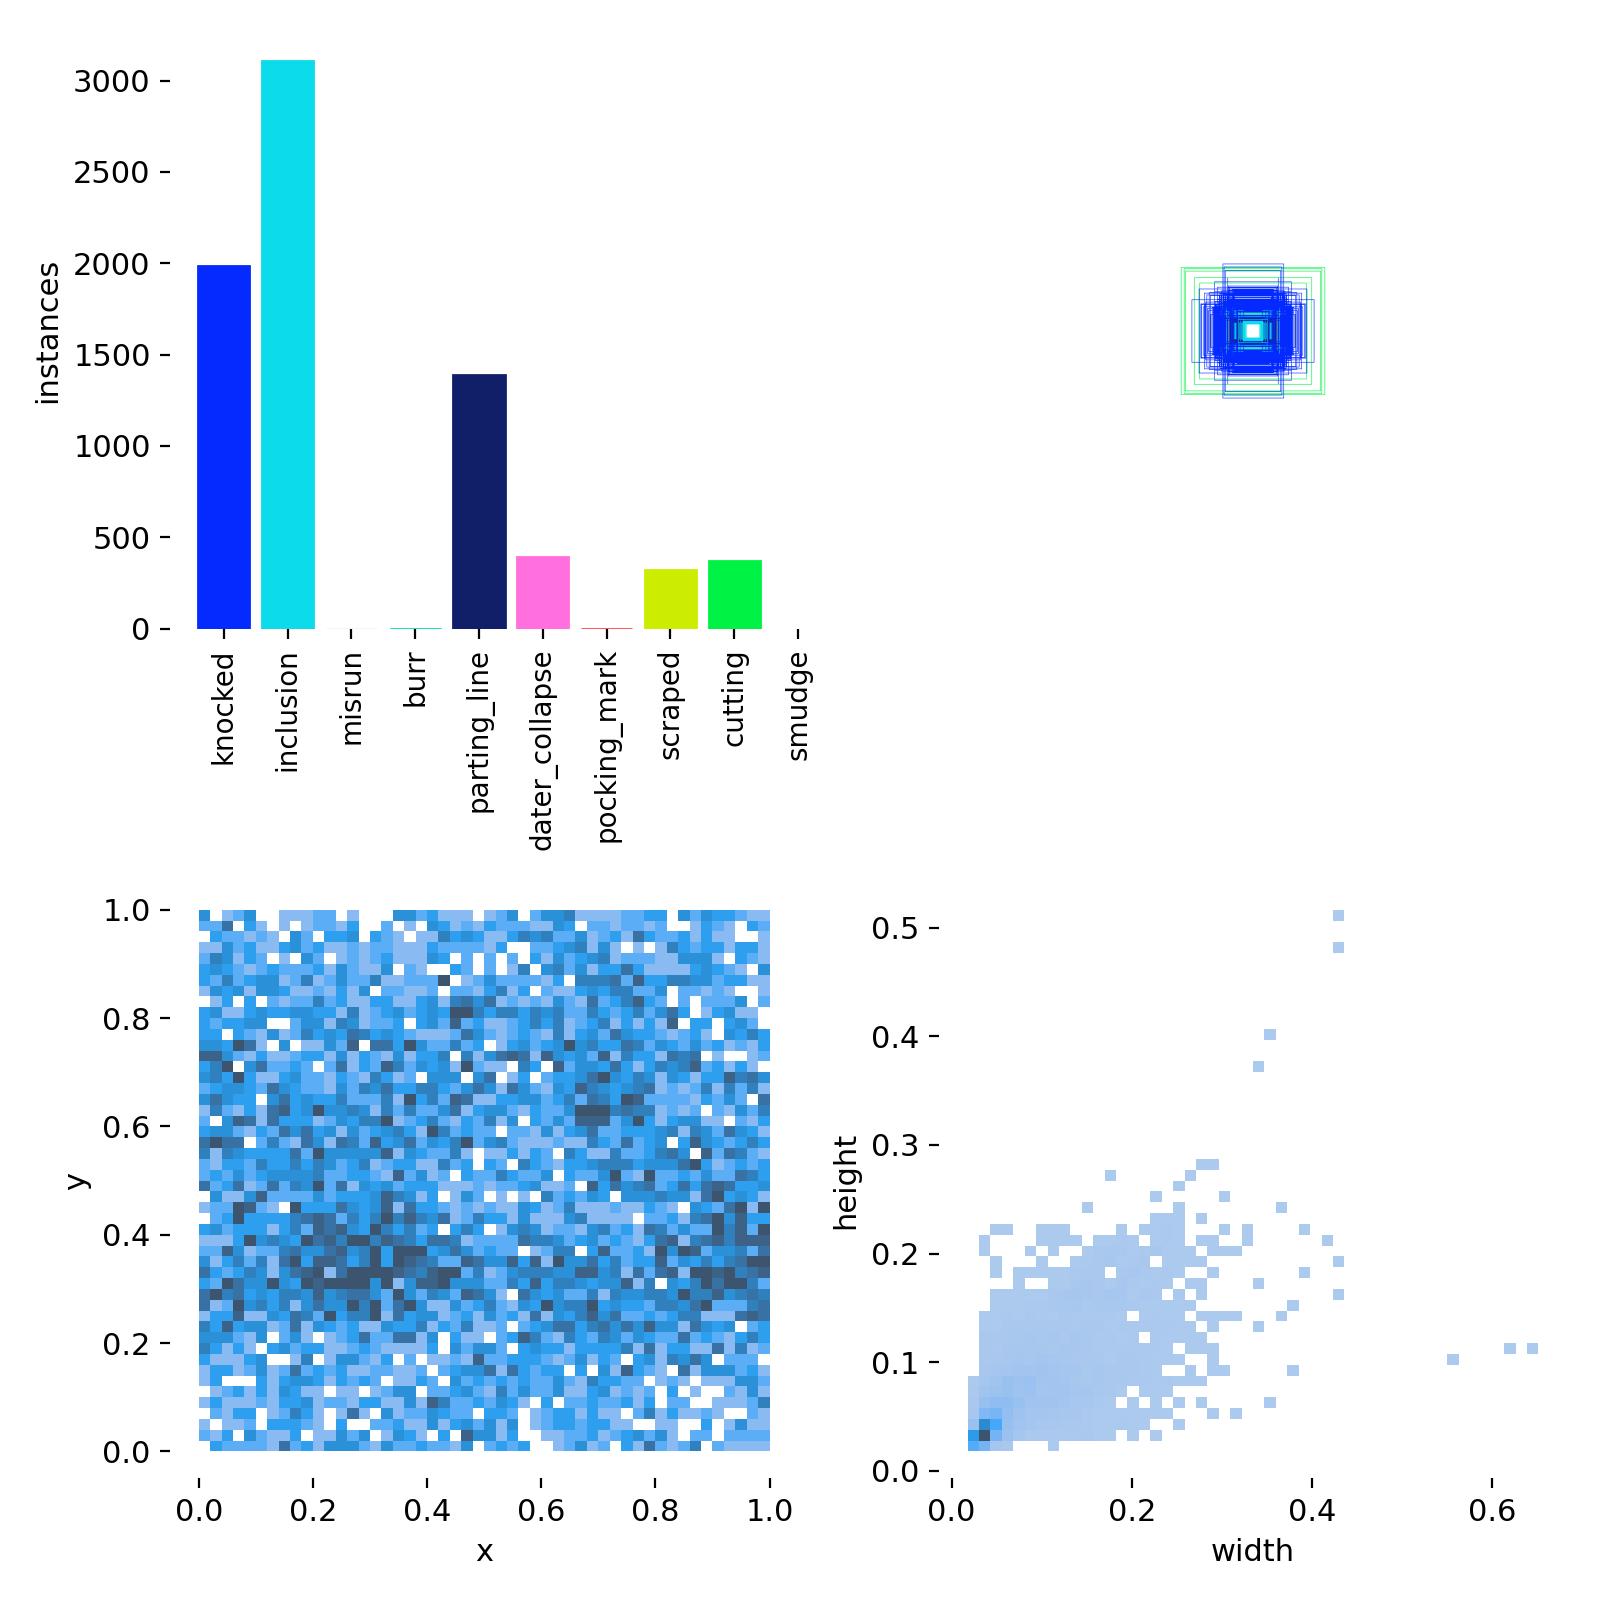 3000
2500
2000
1500
1000
500
0
instances
knocked
inclusion
misrun
burr
parting_line
dater_collapse
pocking_mark
scraped
cutting
smudge
1.0
0.8
0.6
0.4
0.2
0.0
y
0.0 0.2 0.4 0.6 0.8 1.0
x
0.5
0.4
0.3
0.2
0.1
0.0
height
0.0 0.2 0.4 0.6
width